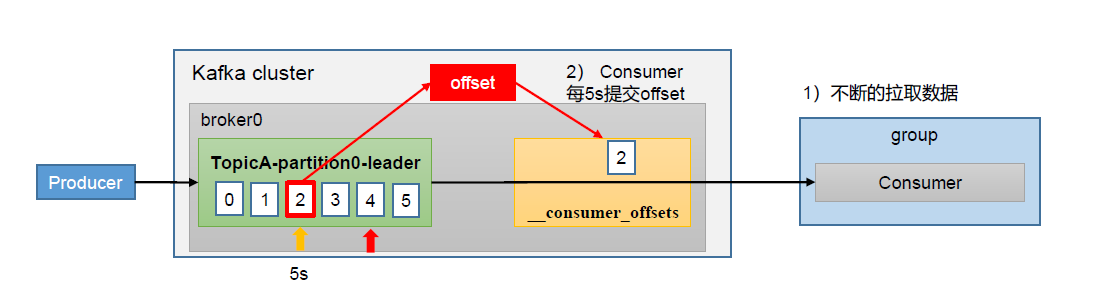 Kafka cluster
offset
2） Consumer
每5s提交offset
1）不断的拉取数据
broker0
group
TopicA-partition0-leader
2
Producer
Consumer
0 1 2 3 4 5
__consumer_offsets
5s